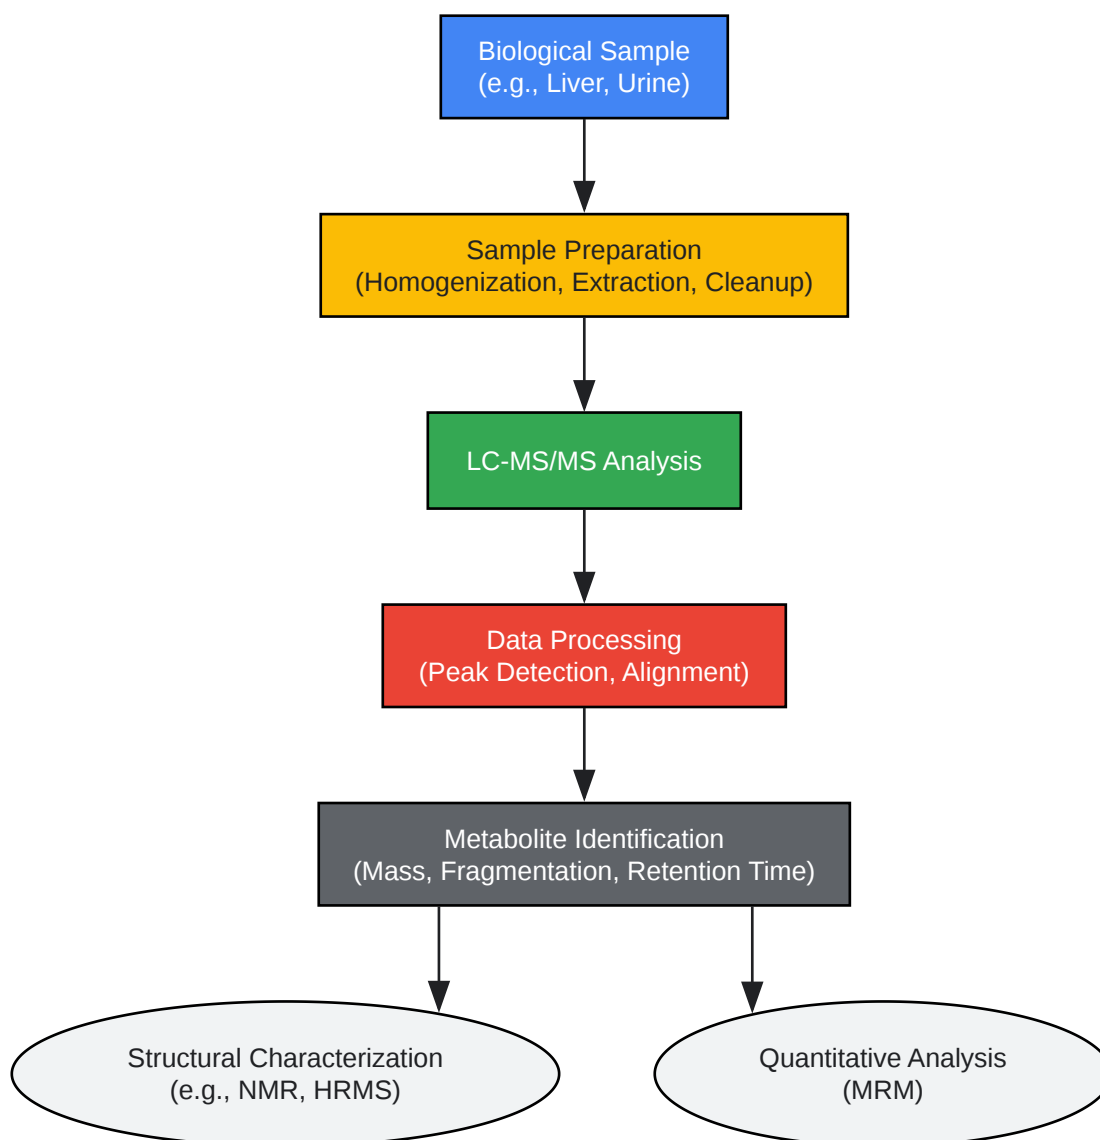 Biological Sample
(e.g., Liver, Urine)
Sample Preparation
(Homogenization, Extraction, Cleanup)
LC-MS/MS Analysis
Data Processing
(Peak Detection, Alignment)
Metabolite Identification
(Mass, Fragmentation, Retention Time)
Structural Characterization
(e.g., NMR, HRMS)
Quantitative Analysis
(MRM)